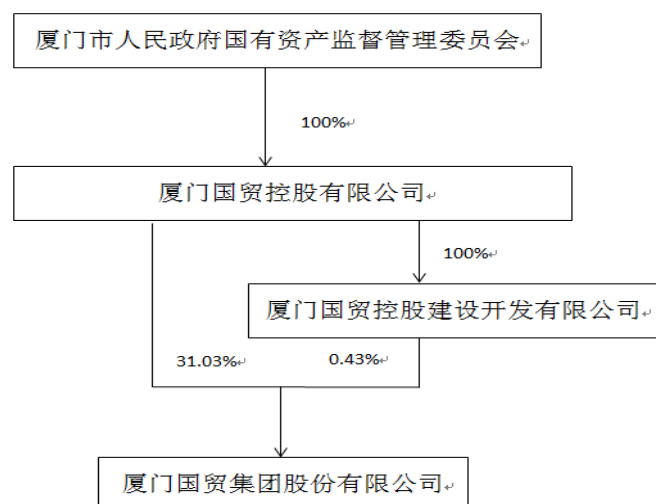 厦门市人民政府国有资产监督管理委员会
100%
厦门国贸控股有限公司
100%
厦门国贸控股建设开发有限公司
31.03%
0.43%
厦门国贸集团股份有限公司